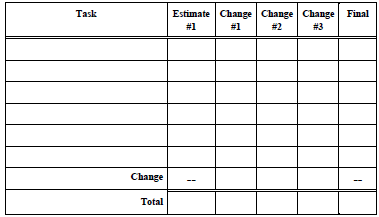 Task Estimate Change Change Change Final
#1 #1 #2 #3
Change -- --
Total